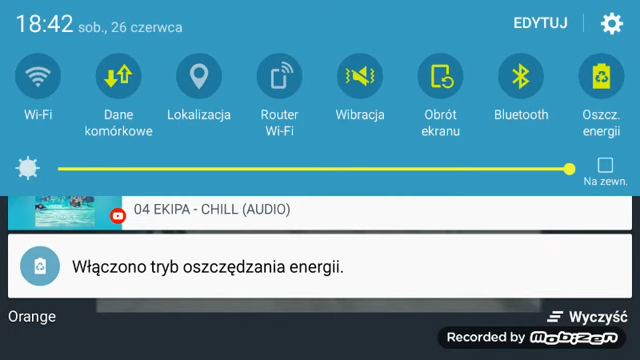 18:42 sob., 26 czerwca EDYTUJ
Wi-Fi
Dane komórkowe
Lokalizacja
Router Wi-Fi
Wibracja
Obrót ekranu
Bluetooth
Oszcz. energii
Na zewn.
04 EKIPA - CHILL (AUDIO)
Włączono tryb oszczędzania energii.
Orange Wyczyść
Recorded by mobizen